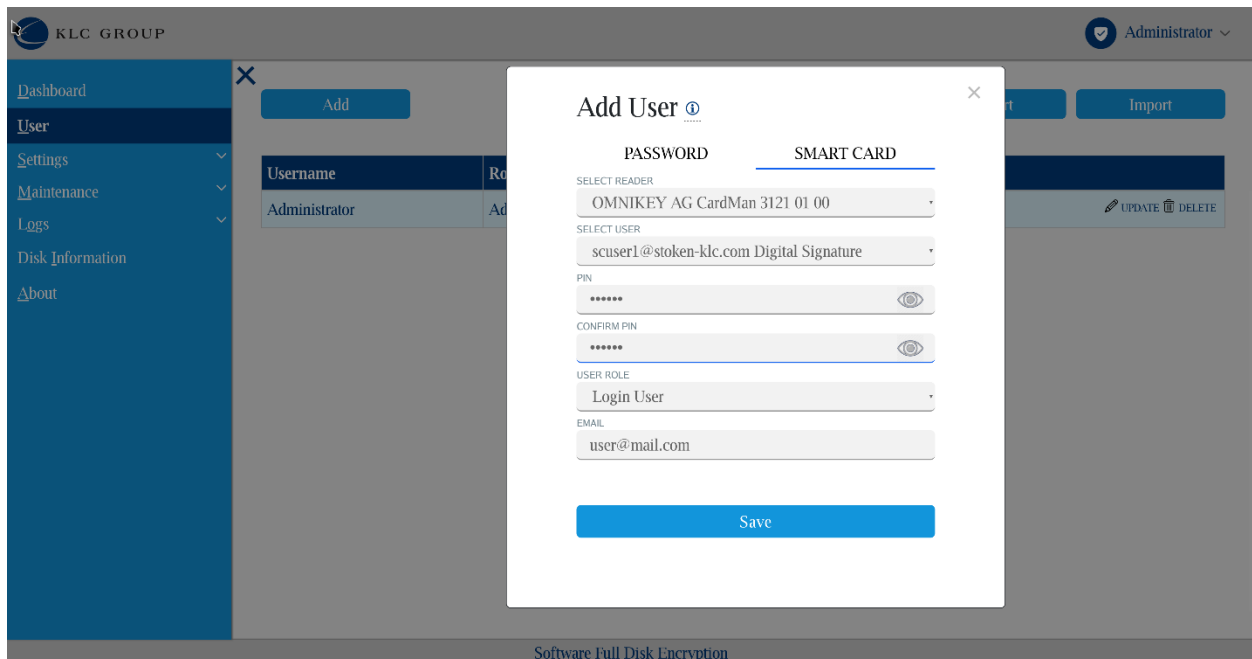 KLC GROUP
Administrator
Dashboard
User
Settings
Maintenance
Logs
Disk Information
About
Add
Import
Username
Administrator
UPDATE DELETE
Add User
PASSWORD SMART CARD
SELECT READER
OMNIKEY AG CardMan 3121 01 00
SELECT USER
scuser1@stoken-klc.com Digital Signature
PIN
••••••
CONFIRM PIN
••••••
USER ROLE
Login User
EMAIL
user@mail.com
Save
Software Full Disk Encryption